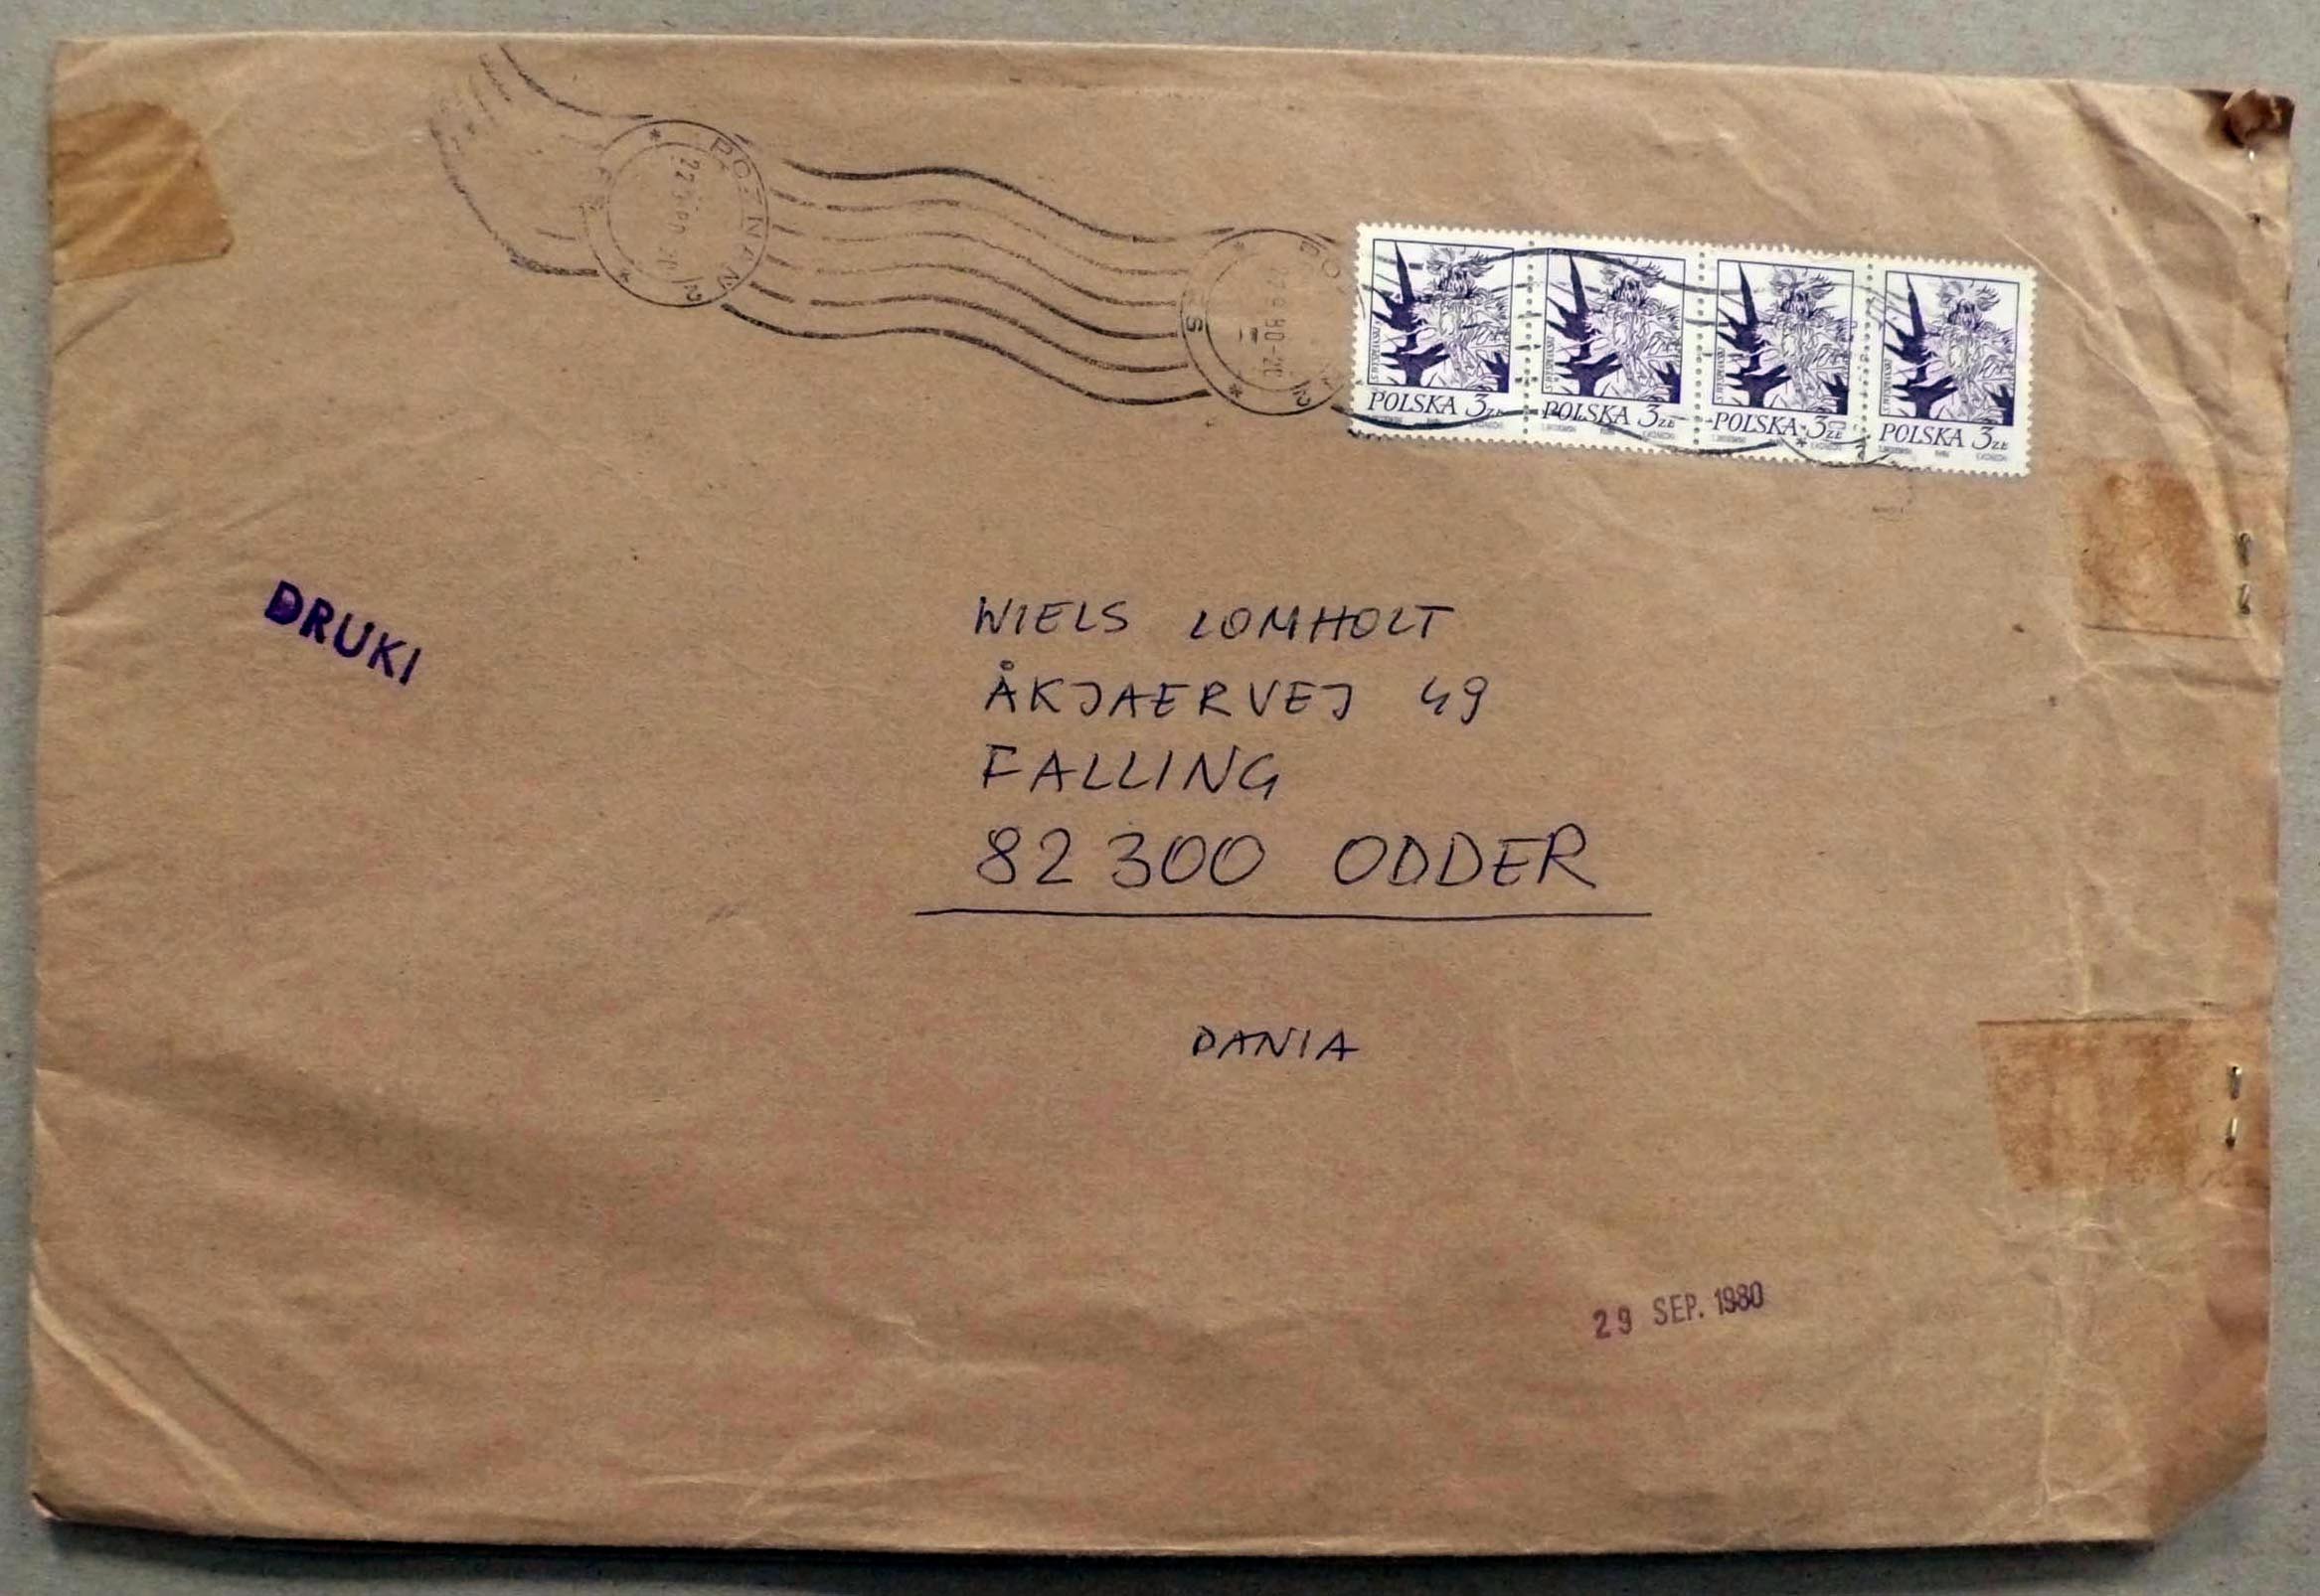 POZNAŃ 2
POLSKA 3 ZŁ POLSKA 3 ZŁ POLSKA 3 ZŁ POLSKA 3 ZŁ
DRUKI
NIELS LOMHOLT
ÅKJAERVEJ 49
FALLING
82300 ODDER
DANIA
29 SEP. 1980